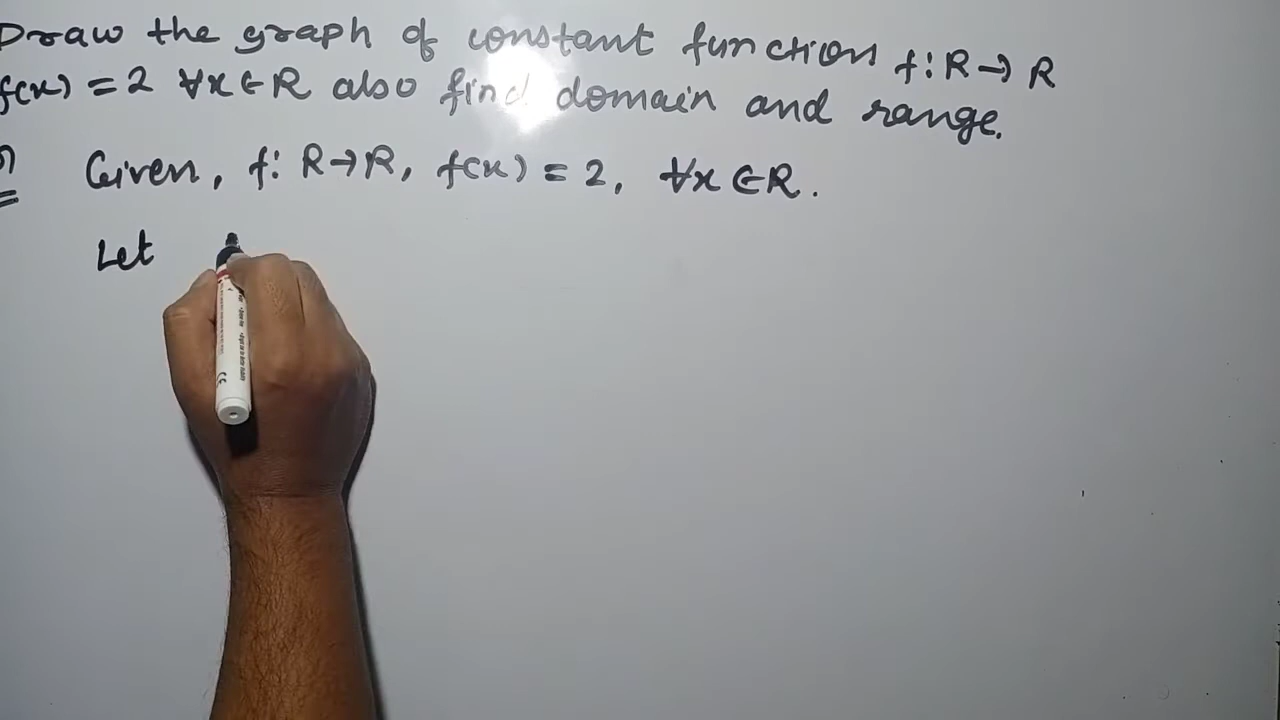 Draw the graph of constant function f:R→R
f(x) = 2 ∀x∈R also find domain and range.
Given, f: R→R, f(x) = 2, ∀x∈R.
Let